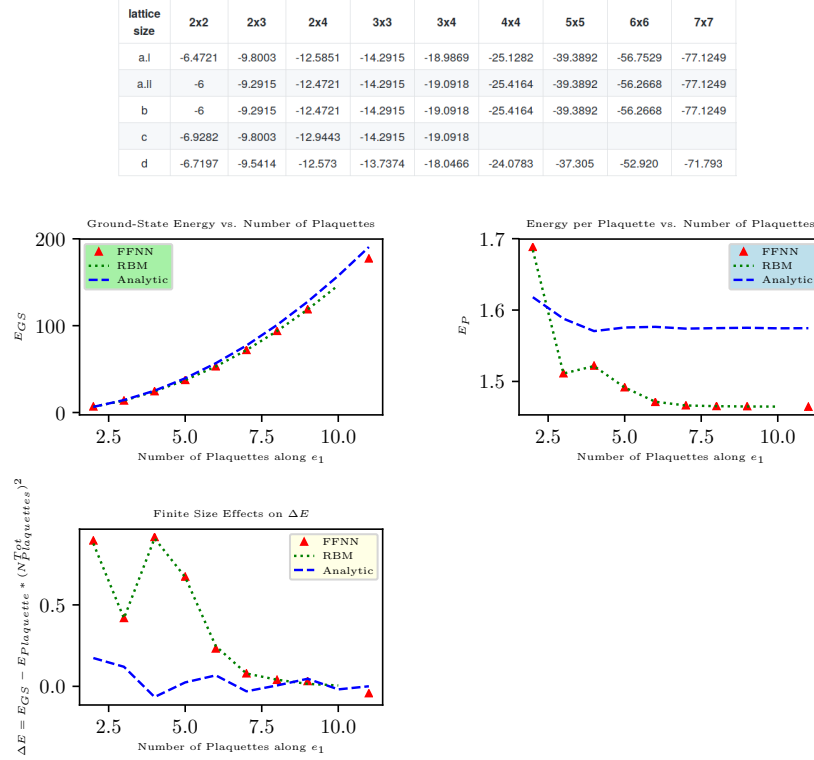 lattice size 2x2 2x3 2x4 3x3 3x4 5x5 6x6 7x7
a.I -6.4721 -9.8003 -12.5851 -14.2915 -18.9869 -25.1282 -39.3892 -56.7529 -77.1249
a.II -6 -9.2915 -12.4721 -14.2915 -19.0918 -25.4164 -39.3892 -56.2668 -77.1249
b -6 -9.2915 -12.4721 -14.2915 -19.0918 -25.4164 -39.3892 -56.2668 -77.1249
c -6.9282 -9.8003 -12.9443 -14.2915 -19.0918
d -6.7197 -9.5414 -12.573 -13.7374 -18.0466 -24.0783 -37.305 -52.920 -71.793
Ground-State Energy vs. Number of Plaquettes
FFNN
RBM
Analytic
200
100
0
E_{GS}
2.5 5.0 7.5 10.0
Number of Plaquettes along e_1
Energy per Plaquette vs. Number of Plaquettes
FFNN
RBM
Analytic
1.7
1.6
1.5
E_P
2.5 5.0 7.5 10.0
Number of Plaquettes along e_1
Finite Size Effects on ΔE
FFNN
RBM
Analytic
0.5
0.0
ΔE = E_{GS} − E_{Plaquette} * (N_{Plaquettes}^{Tot})^2
2.5 5.0 7.5 10.0
Number of Plaquettes along e_1